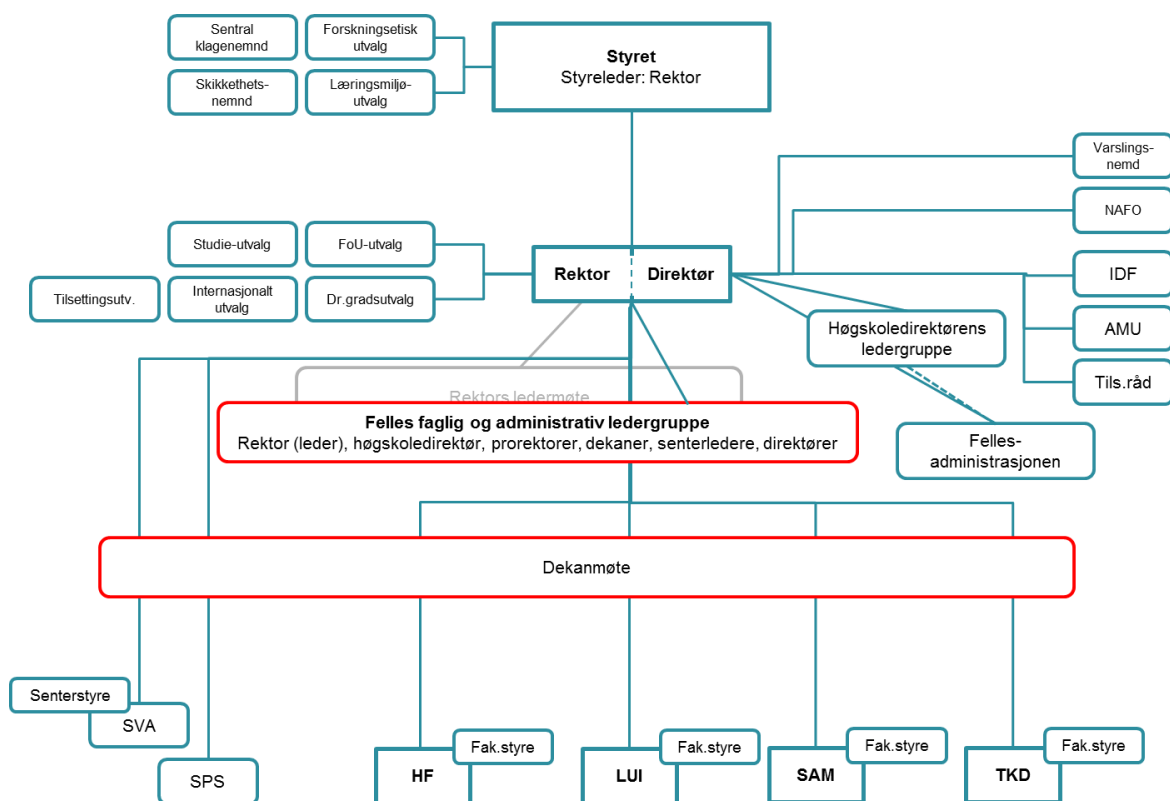 Sentral
klagenemnd
Forskningsetisk
utvalg
Skikkethets-
nemnd
Læringsmiljø-
utvalg
Styret
Styreleder: Rektor
Varslings-
nemd
NAFO
Studie-utvalg
FoU-utvalg
Tilsettingsutv.
Internasjonalt
utvalg
Dr.gradsutvalg
Rektor
Direktør
IDF
AMU
Tils.råd
Høgskoledirektørens
ledergruppe
Rektors ledermøte
Felles faglig og administrativ ledergruppe
Rektor (leder), høgskoledirektør, prorektorer, dekaner, senterledere, direktører
Felles-
administrasjonen
Dekanmøte
Senterstyre
SVA
SPS
Fak.styre
HF
Fak.styre
LUI
Fak.styre
SAM
Fak.styre
TKD